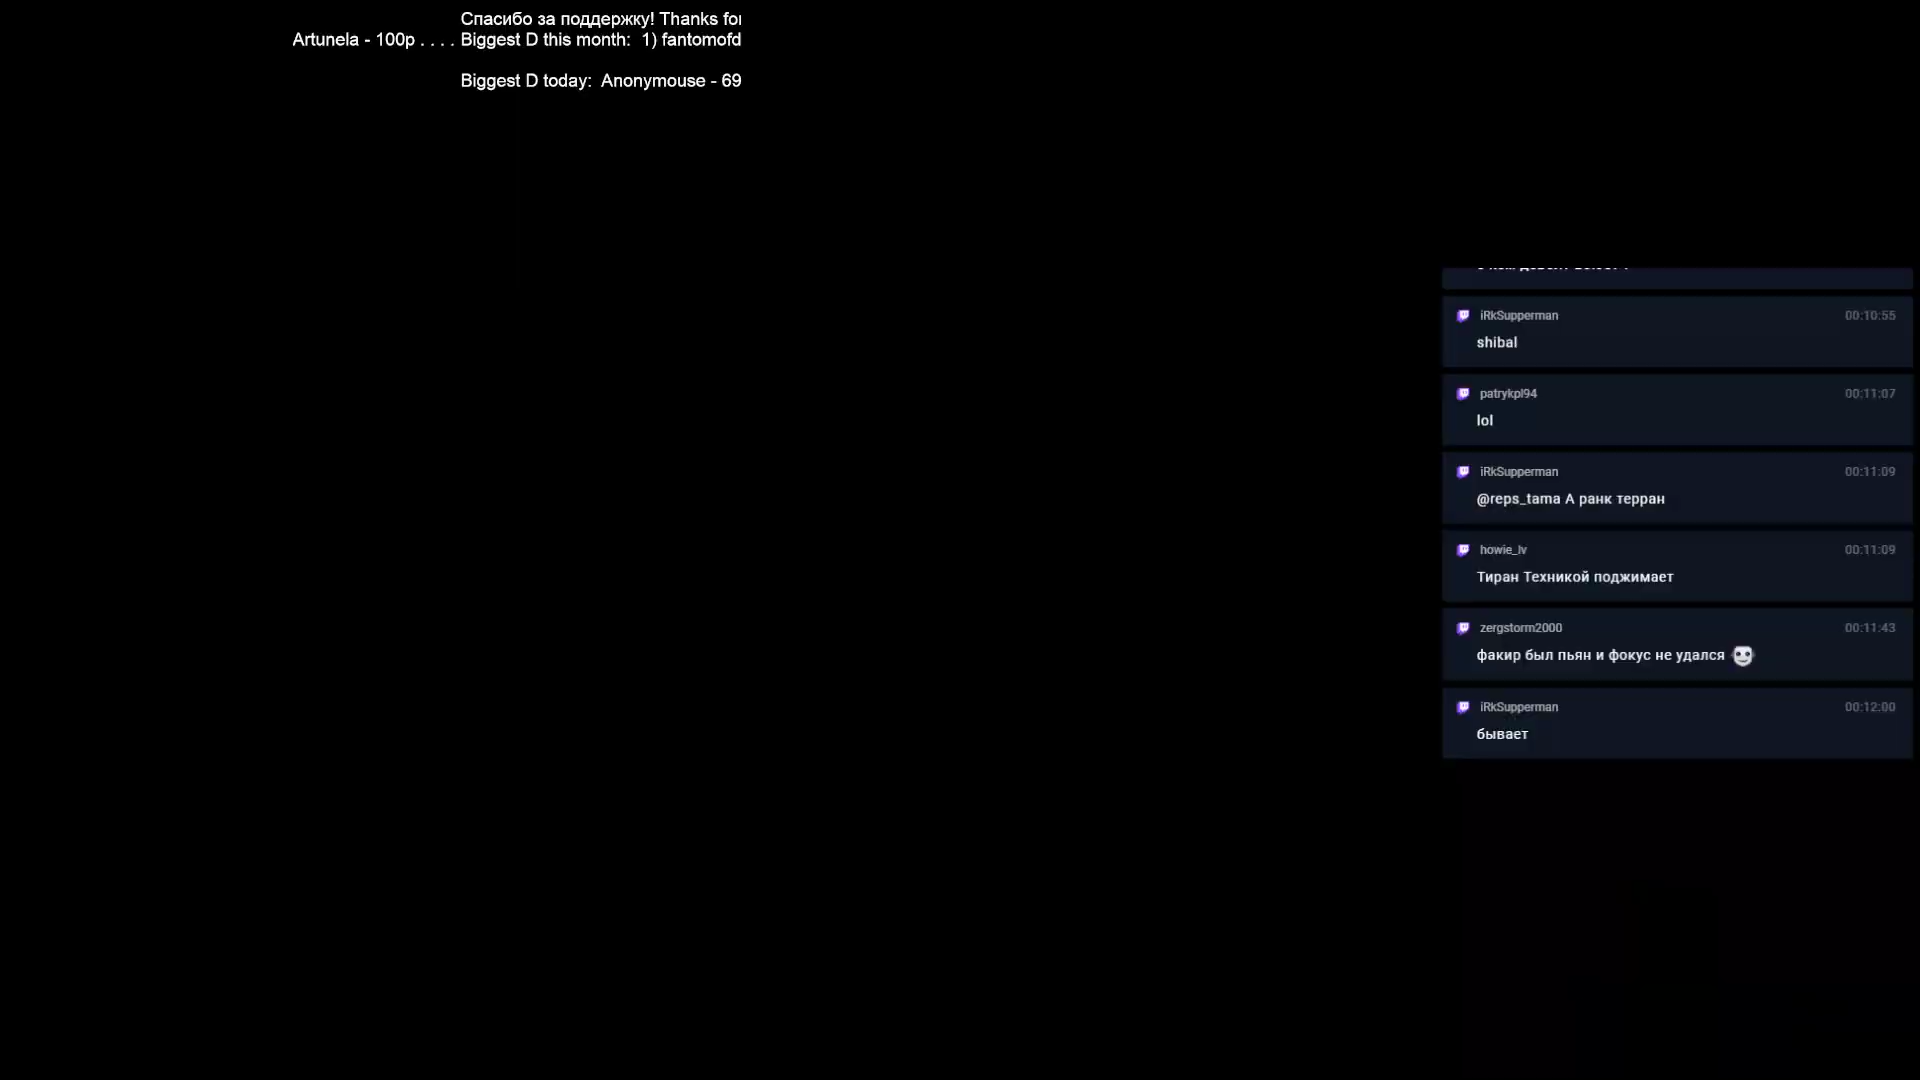 Спасибо за поддержку! Thanks for
Artunela - 100p . . . . Biggest D this month: 1) fantomofd
Biggest D today: Anonymouse - 69
iRkSupperman 00:10:55
shibal
patrykpl94 00:11:07
lol
iRkSupperman 00:11:09
@reps_tama А ранк терран
howie_lv 00:11:09
Тиран Техникой поджимает
zergstorm2000 00:11:43
факир был пьян и фокус не удался
iRkSupperman 00:12:00
бывает